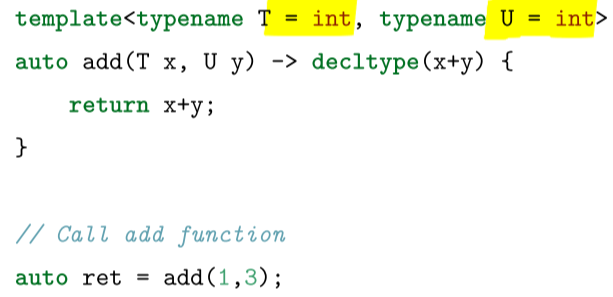 template<typename T = int, typename U = int>
auto add(T x, U y) -> decltype(x+y) {
    return x+y;
}
// Call add function
auto ret = add(1,3);